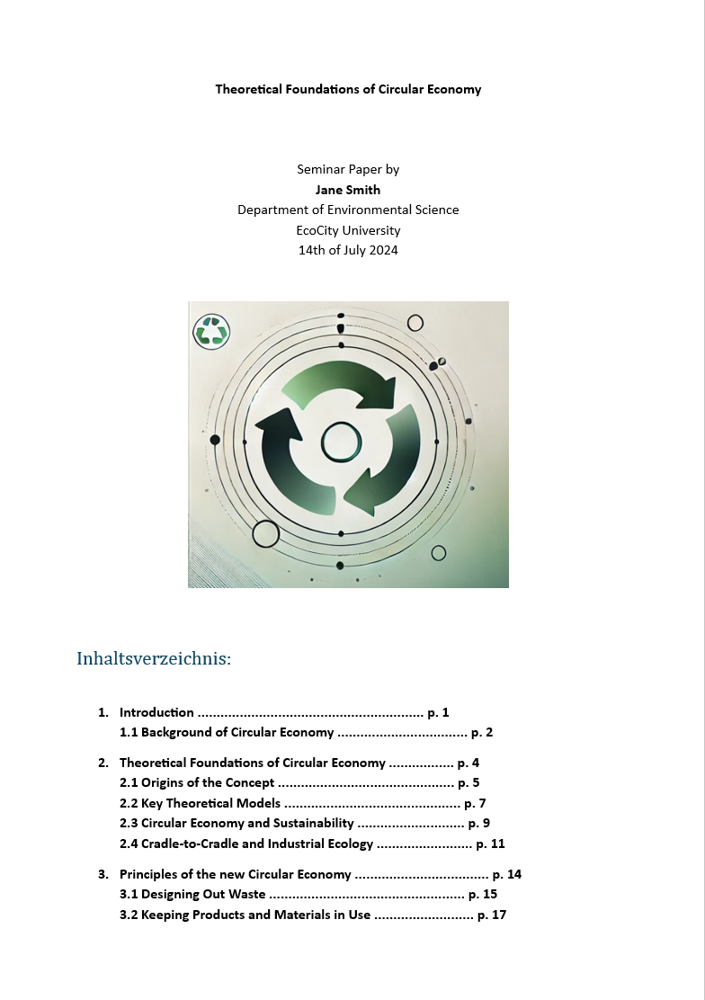 Theoretical Foundations of Circular Economy
Seminar Paper by
Jane Smith
Department of Environmental Science
EcoCity University
14th of July 2024
Inhaltsverzeichnis:
1. Introduction ........................................................... p. 1
1.1 Background of Circular Economy .................................. p. 2
2. Theoretical Foundations of Circular Economy ................. p. 4
2.1 Origins of the Concept .............................................. p. 5
2.2 Key Theoretical Models .............................................. p. 7
2.3 Circular Economy and Sustainability ............................ p. 9
2.4 Cradle-to-Cradle and Industrial Ecology ......................... p. 11
3. Principles of the new Circular Economy ................................... p. 14
3.1 Designing Out Waste ................................................... p. 15
3.2 Keeping Products and Materials in Use .......................... p. 17